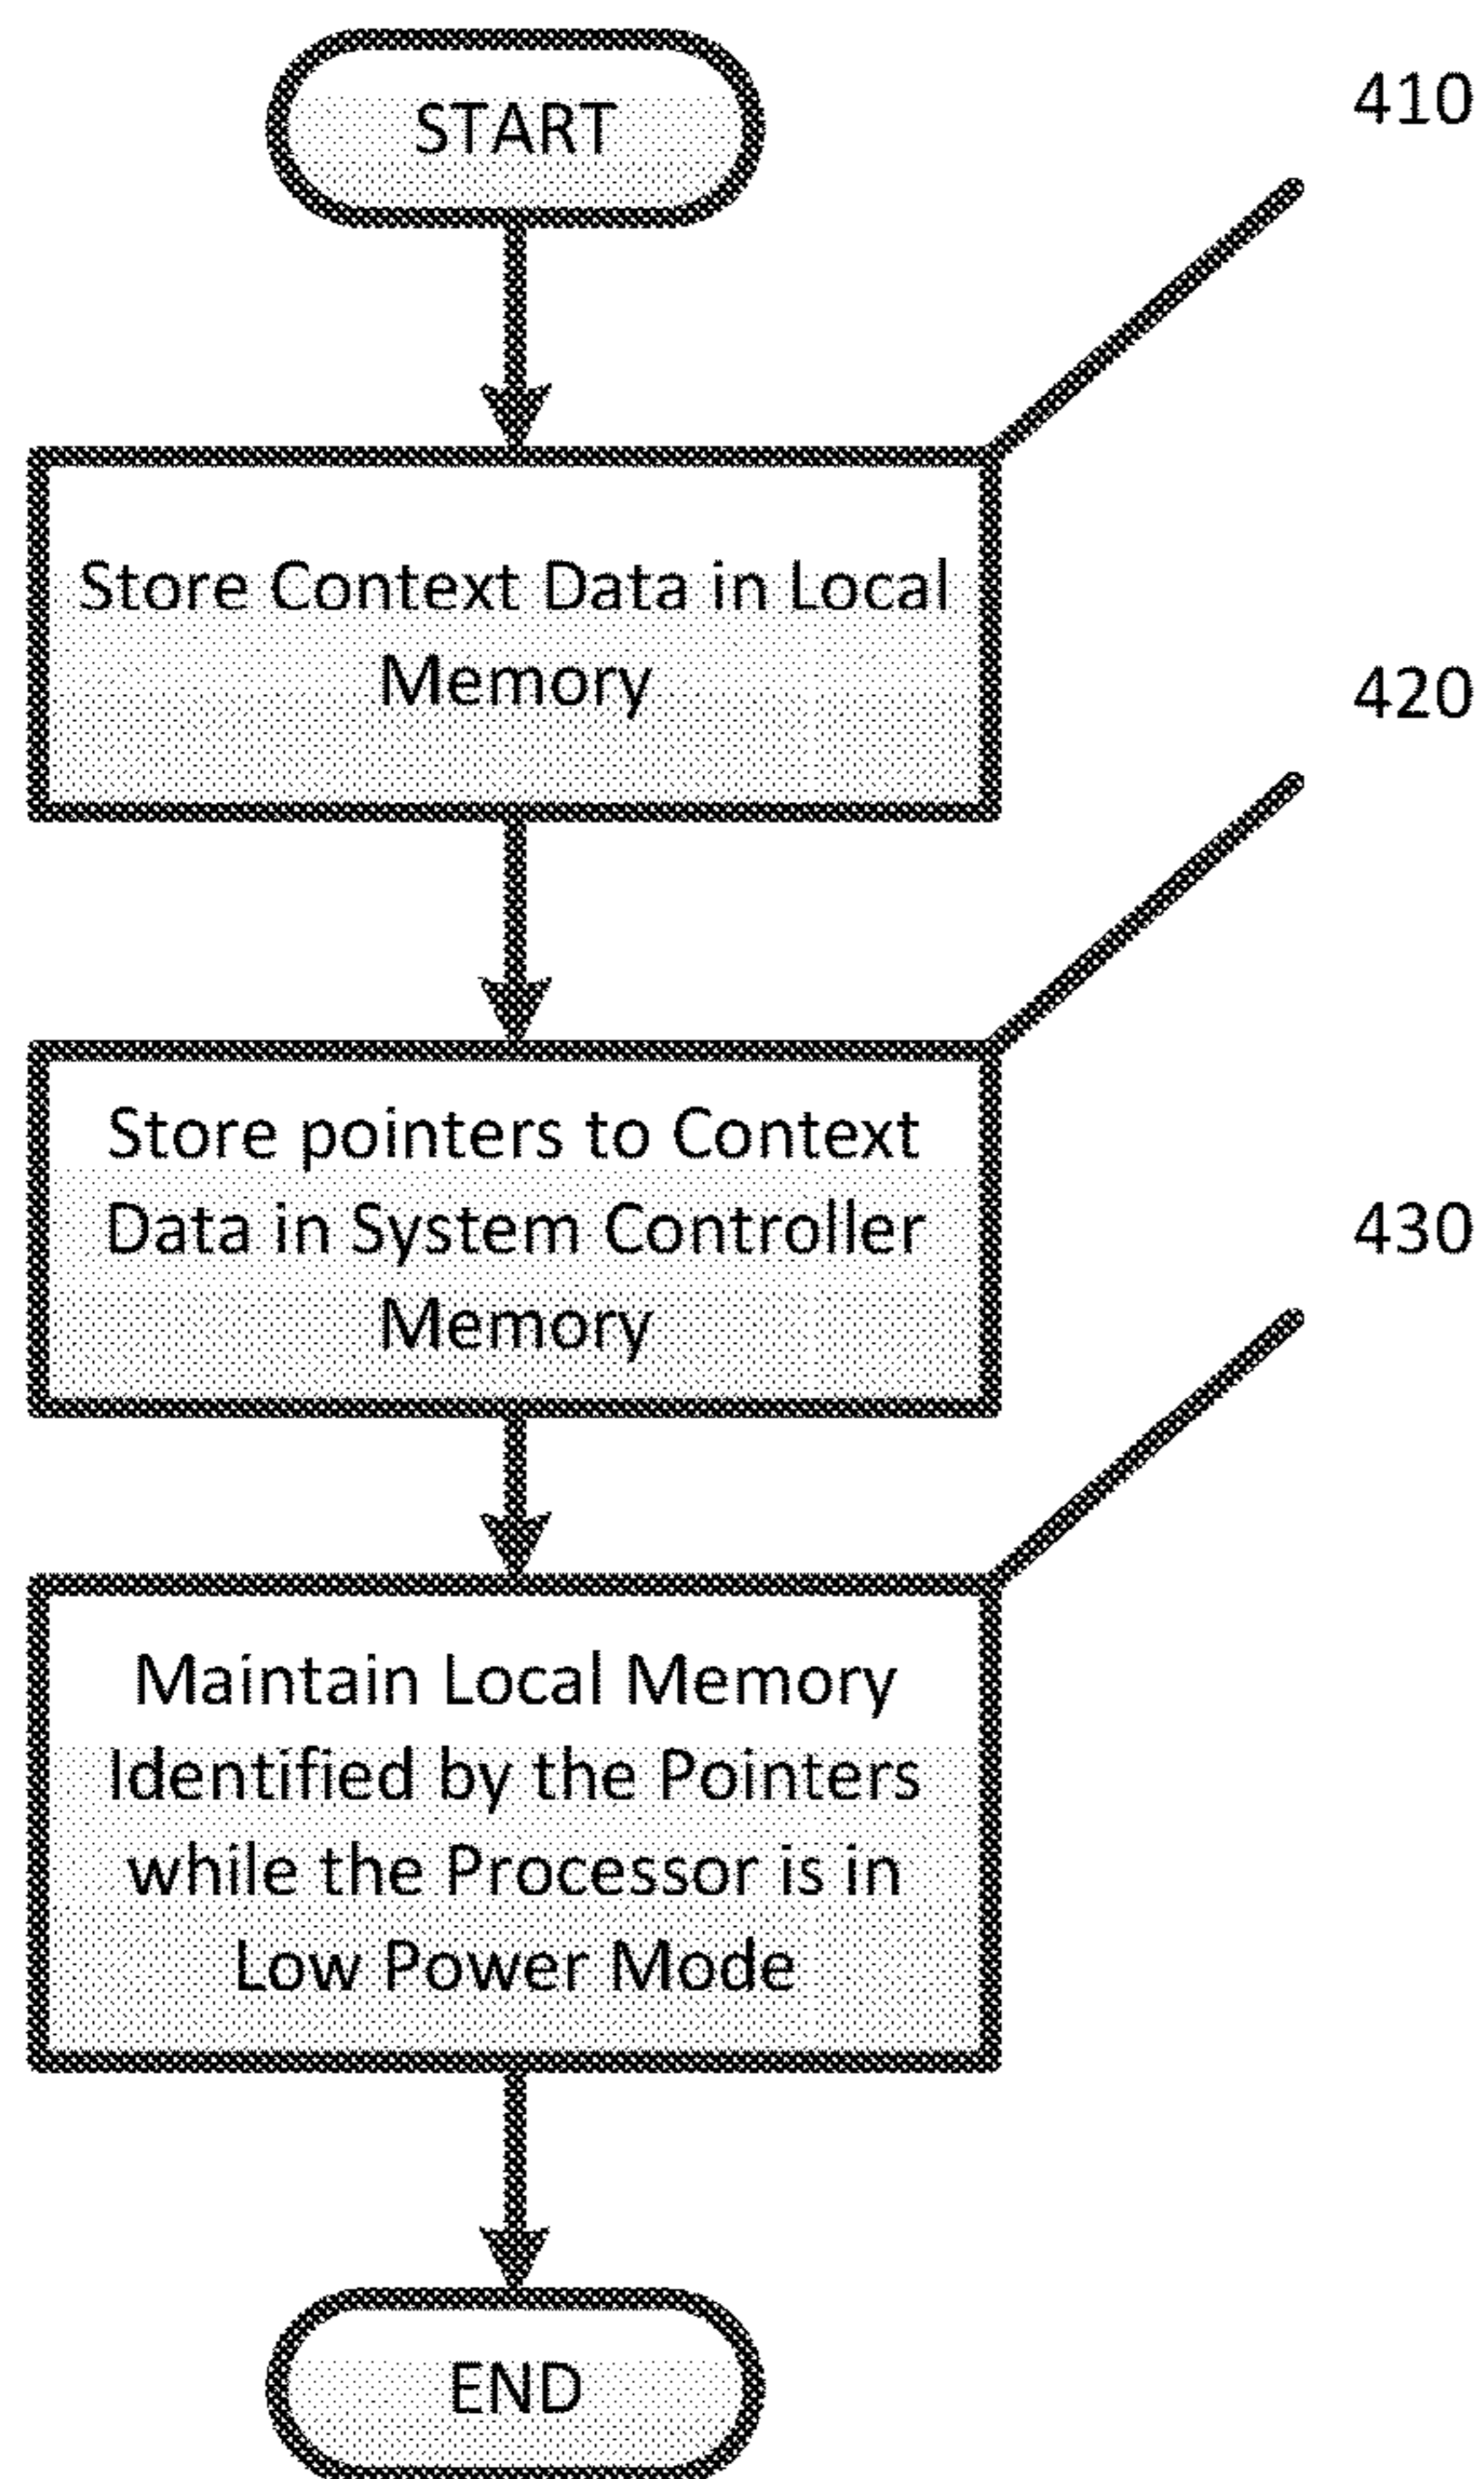 START
410
Store Context Data in Local
Memory
420
Store pointers to Context
Data in System Controller
Memory
430
Maintain Local Memory
Identified by the Pointers
while the Processor is in
Low Power Mode
END